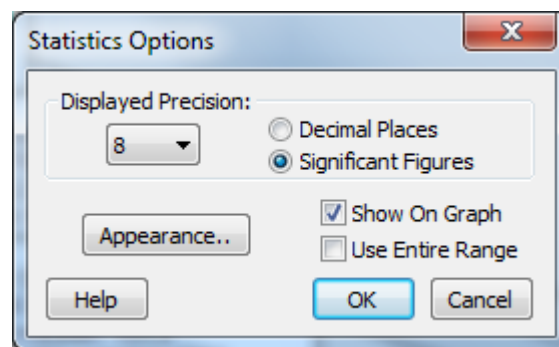 Statistics Options
Displayed Precision:
8
Decimal Places
Significant Figures
Appearance..
Show On Graph
Use Entire Range
Help
OK
Cancel